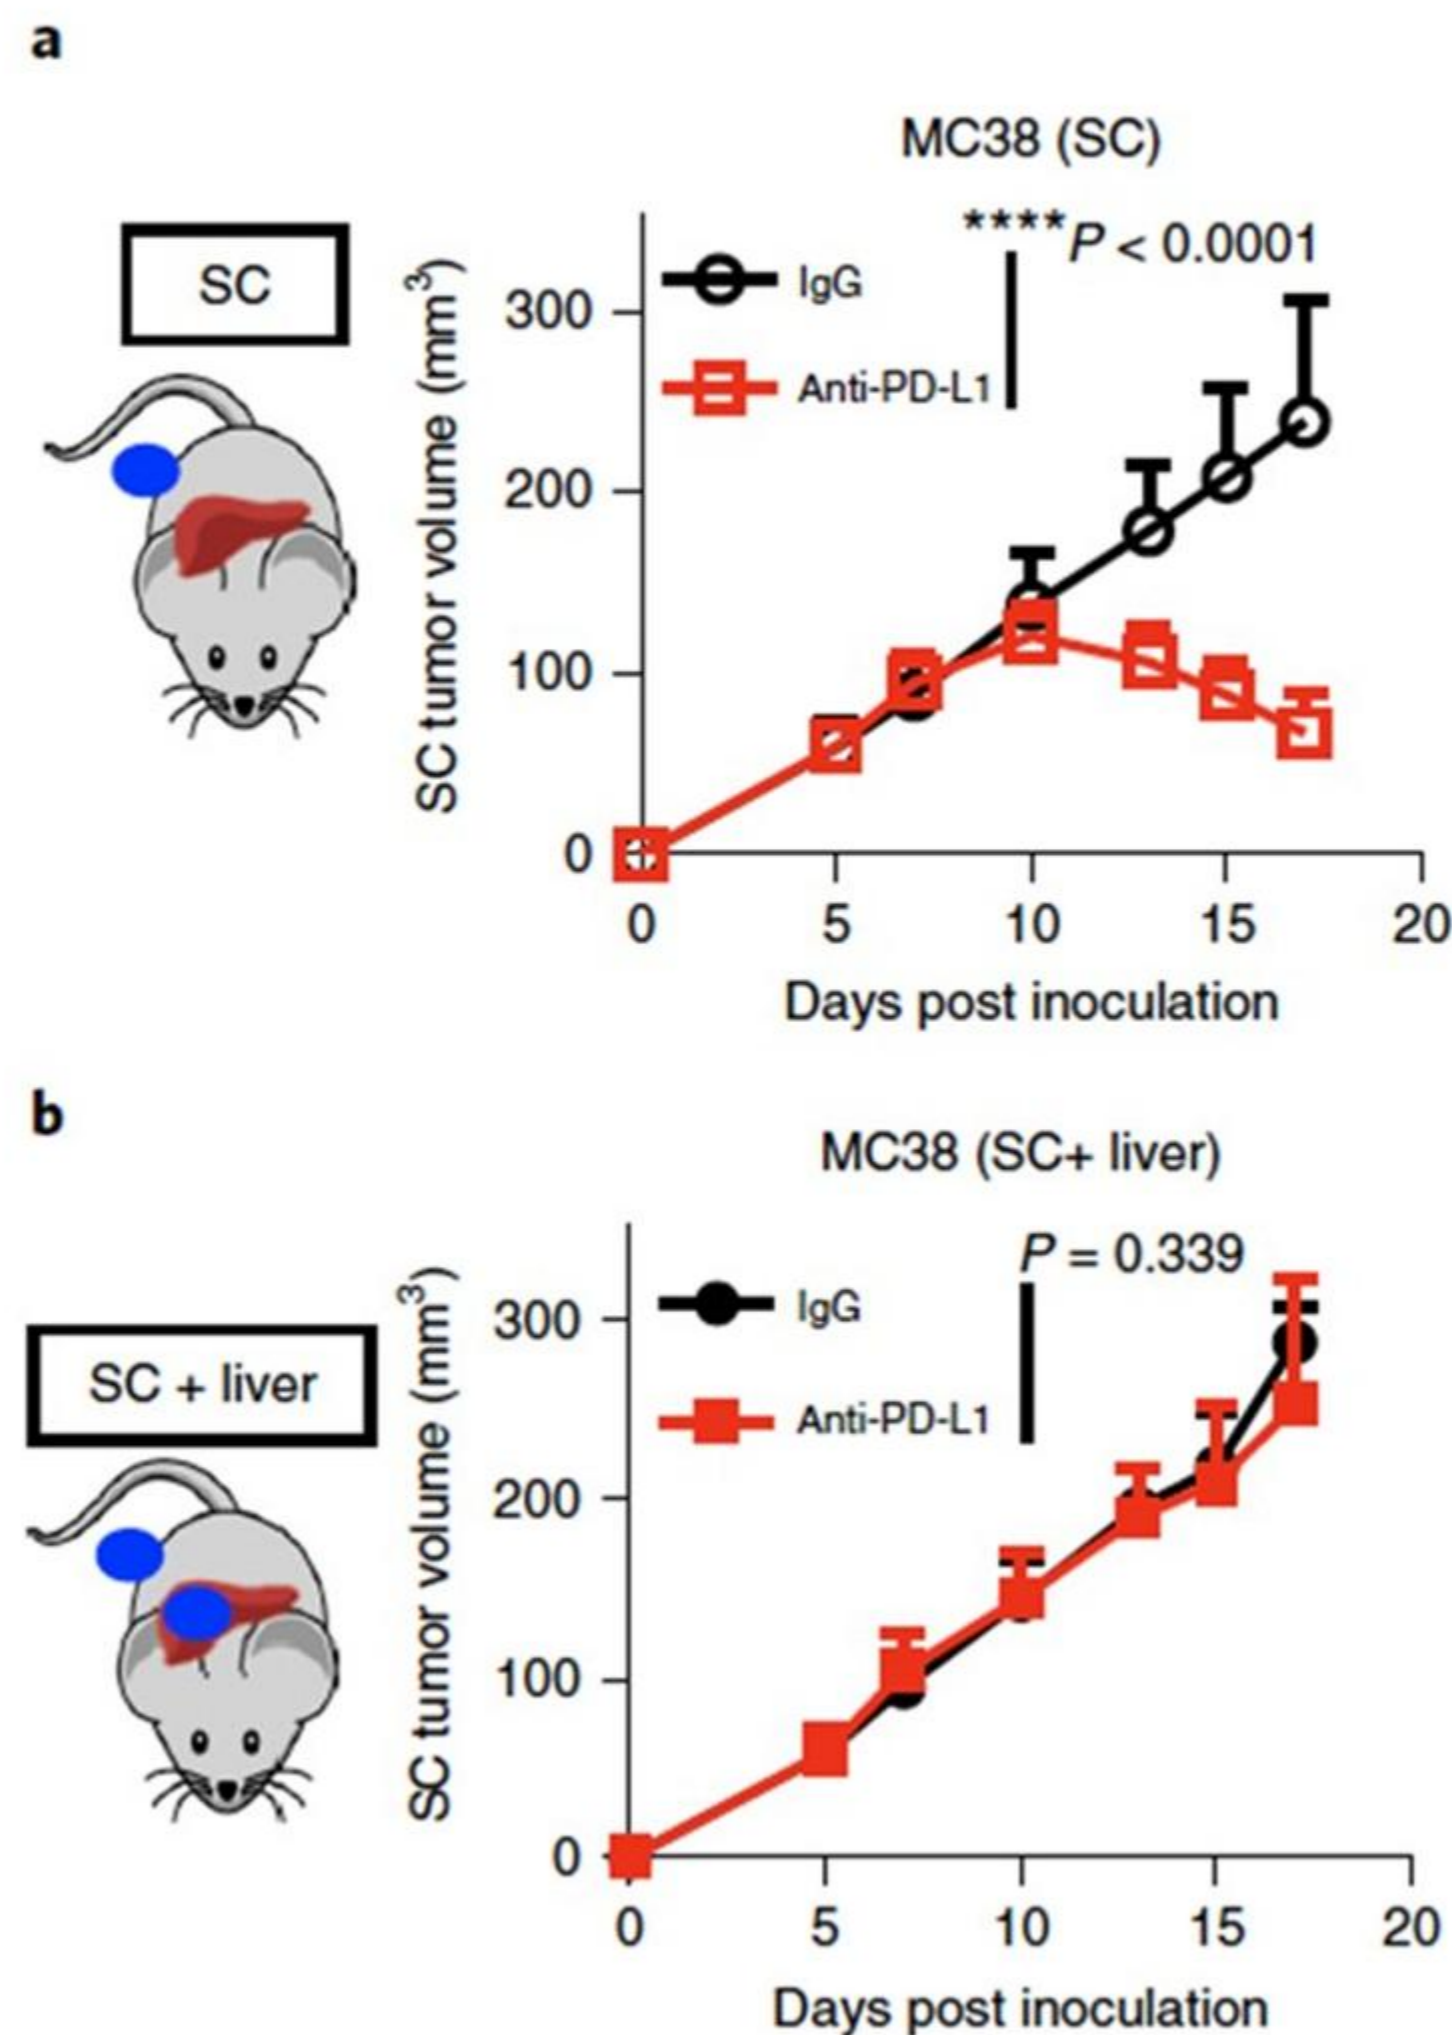 a
MC38 (SC)
SC
****P < 0.0001
IgG
Anti-PD-L1
SC tumor volume (mm³)
300
200
100
0
0 5 10 15 20
Days post inoculation
b
MC38 (SC+ liver)
SC + liver
P = 0.339
IgG
Anti-PD-L1
SC tumor volume (mm³)
300
200
100
0
0 5 10 15 20
Days post inoculation